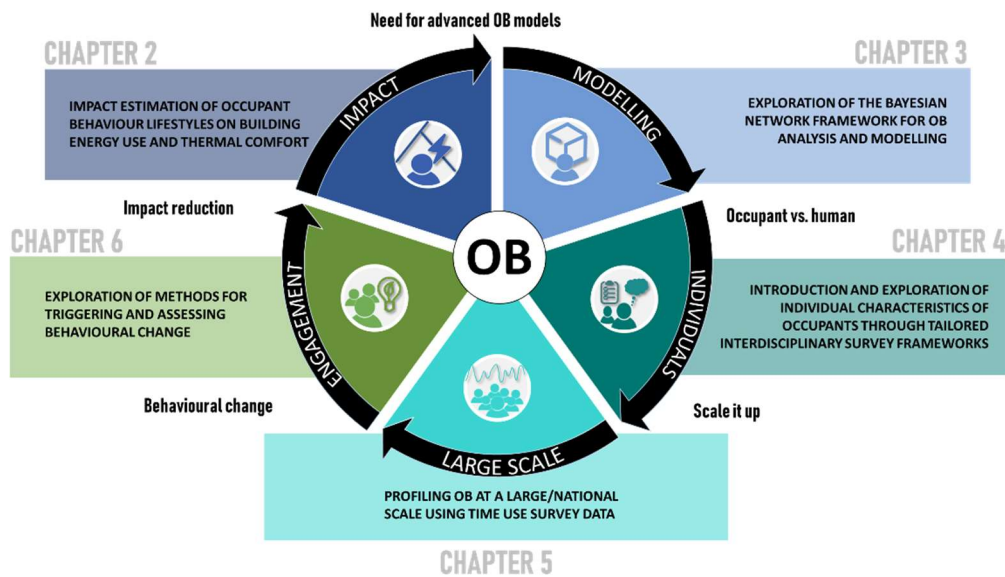 Need for advanced OB models
CHAPTER 2
IMPACT ESTIMATION OF OCCUPANT
BEHAVIOUR LIFESTYLES ON BUILDING
ENERGY USE AND THERMAL COMFORT
IMPACT
MODELLING
CHAPTER 3
EXPLORATION OF THE BAYESIAN
NETWORK FRAMEWORK FOR OB
ANALYSIS AND MODELLING
Impact reduction
OB
Occupant vs. human
CHAPTER 6
EXPLORATION OF METHODS FOR
TRIGGERING AND ASSESSING
BEHAVIOURAL CHANGE
ENGAGEMENT
INDIVIDUALS
CHAPTER 4
INTRODUCTION AND EXPLORATION OF
INDIVIDUAL CHARACTERISTICS OF
OCCUPANTS THROUGH TAILORED
INTERDISCIPLINARY SURVEY FRAMEWORKS
Behavioural change
Scale it up
LARGE SCALE
PROFILING OB AT A LARGE/NATIONAL
SCALE USING TIME USE SURVEY DATA
CHAPTER 5